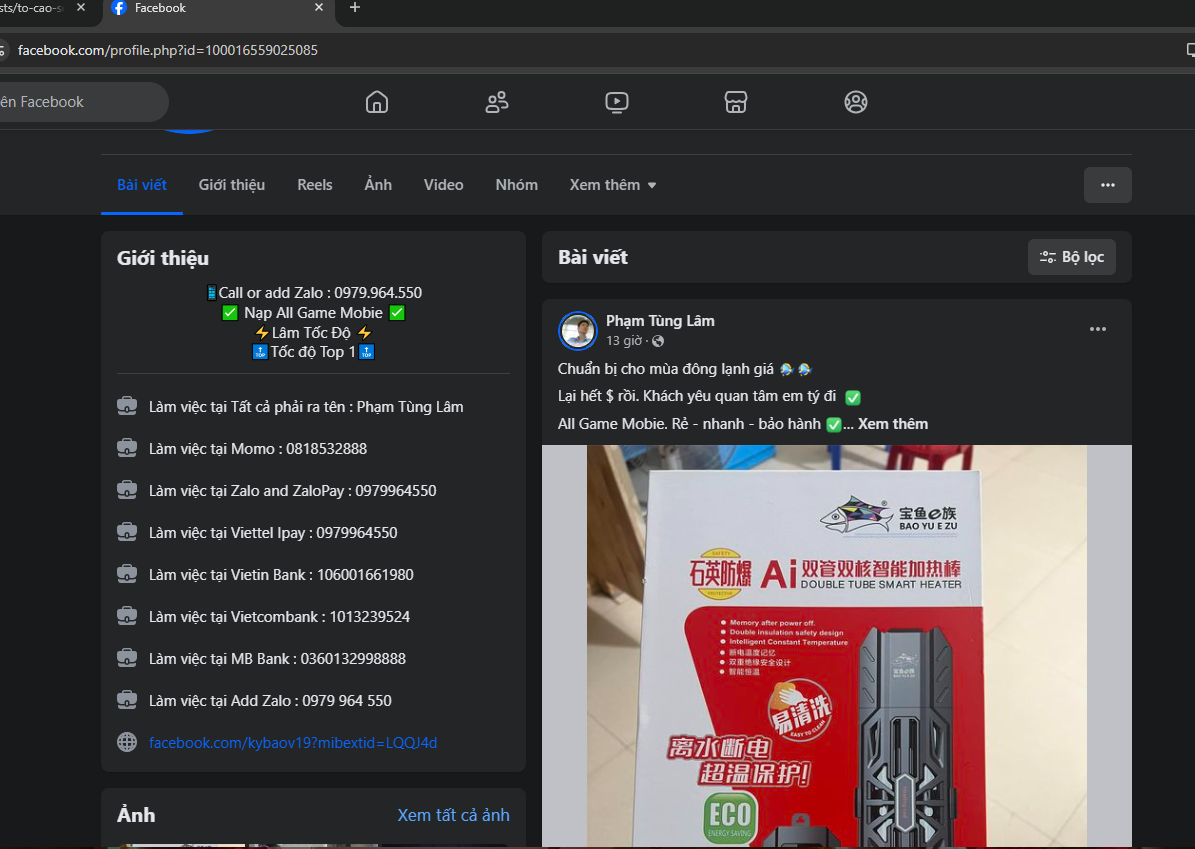 sts/to-cao-s
Facebook
facebook.com/profile.php?id=100016559025085
ên Facebook
Bài viết
Giới thiệu
Reels
Ảnh
Video
Nhóm
Xem thêm
Giới thiệu
📱Call or add Zalo : 0979.964.550
✅ Nạp All Game Mobie ✅
⚡Lâm Tốc Độ ⚡
🔝Tốc độ Top 1🔝
Làm việc tại Tất cả phải ra tên : Phạm Tùng Lâm
Làm việc tại Momo : 0818532888
Làm việc tại Zalo and ZaloPay : 0979964550
Làm việc tại Viettel Ipay : 0979964550
Làm việc tại Vietin Bank : 106001661980
Làm việc tại Vietcombank : 1013239524
Làm việc tại MB Bank : 0360132998888
Làm việc tại Add Zalo : 0979 964 550
facebook.com/kybaov19?mibextid=LQQJ4d
Ảnh
Xem tất cả ảnh
Bài viết
Bộ lọc
Phạm Tùng Lâm
13 giờ ·
Chuẩn bị cho mùa đông lạnh giá
Lại hết $ rồi. Khách yêu quan tâm em tý đi ✅
All Game Mobie. Rẻ - nhanh - bảo hành ✅... Xem thêm
宝鱼e族
BAO YU E ZU
SAFETY
石英防爆
Ai双管双核智能加热棒
DOUBLE TUBE SMART HEATER
Memory after power off.
Double insulation safety design
Intelligent Constant Temperature
断电温度记忆
双重绝缘安全设计
智能恒温
宝鱼e族
易清洗
EASY TO CLEAN
离水断电
超温保护!
ECO
ENERGY SAVING